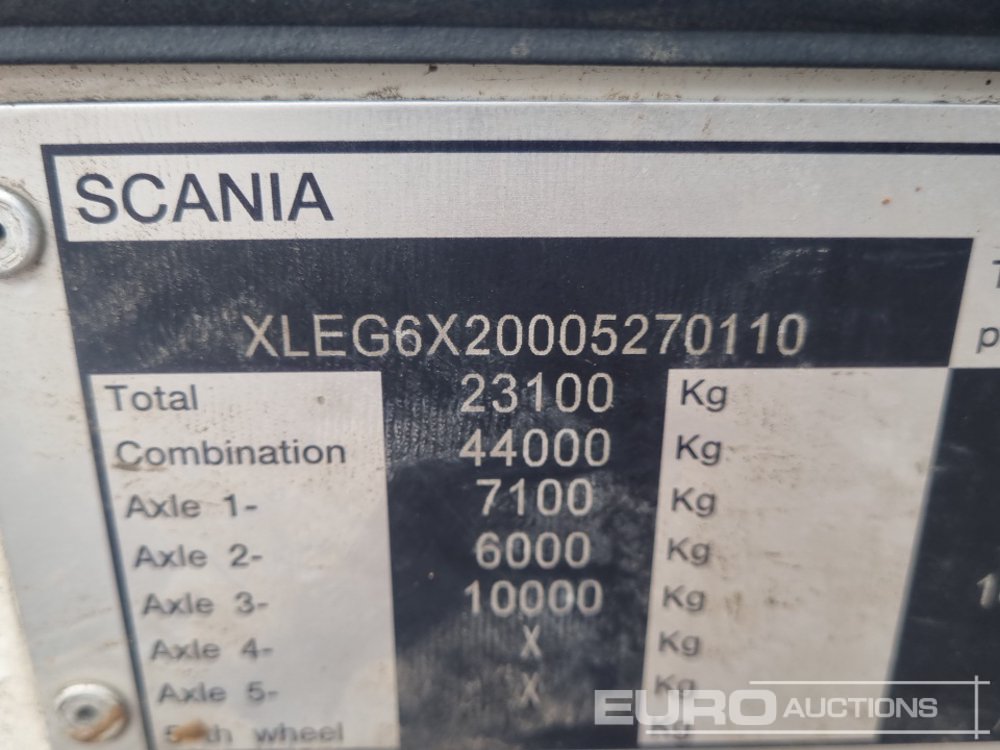 SCANIA
XLEG6X20005270110
Total 23100 Kg
Combination 44000 Kg
Axle 1- 7100 Kg
Axle 2- 6000 Kg
Axle 3- 10000 Kg
Axle 4- X Kg
Axle 5- X Kg
wheel
EURO AUCTIONS